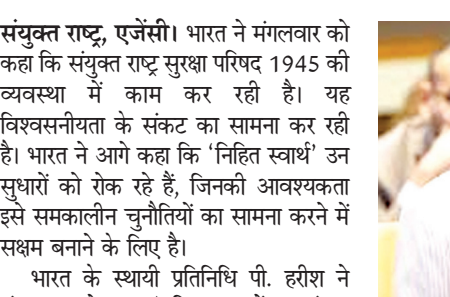 संयुक्त राष्ट्र, एजेंसी। भारत ने मंगलवार को
कहा कि संयुक्त राष्ट्र सुरक्षा परिषद 1945 की
व्यवस्था में काम कर रही है। यह
विश्वसनीयता के संकट का सामना कर रही
है। भारत ने आगे कहा कि ‘निहित स्वार्थ’ उन
सुधारों को रोक रहे हैं, जिनकी आवश्यकता
इसे समकालीन चुनौतियों का सामना करने में
सक्षम बनाने के लिए है।
भारत के स्थायी प्रतिनिधि पी. हरीश ने